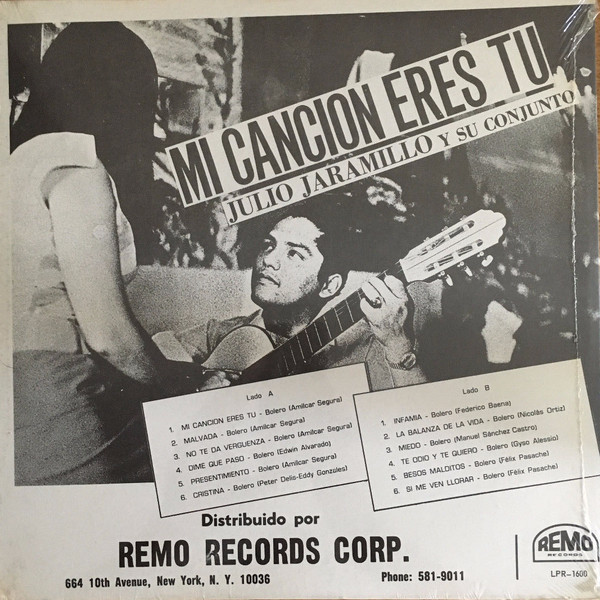 MI CANCION ERES TU
JULIO JARAMILLO Y SU CONJUNTO
Lado A
1. MI CANCION ERES TU - Bolero (Amilcar Segura)
2. MALVADA - Bolero (Amilcar Segura)
3. NO TE DA VERGUENZA - Bolero (Amilcar Segura)
4. DIME QUE PASO - Bolero (Edwin Alvarado)
5. PRESENTIMIENTO - Bolero (Amilcar Segura)
6. CRISTINA - Bolero (Peter Delis-Eddy Gonzáles)
Lado B
1. INFAMIA - Bolero (Federico Baena)
2. LA BALANZA DE LA VIDA - Bolero (Nicolás Ortiz)
3. MIEDO - Bolero (Manuel Sánchez Castro)
4. TE ODIO Y TE QUIERO - Bolero (Gyso Alessio)
5. BESOS MALDITOS - Bolero (Félix Pasache)
6. SI ME VEN LLORAR - Bolero (Félix Pasache)
Distribuido por
REMO RECORDS CORP.
664 10th Avenue, New York, N. Y. 10036 Phone: 581-9011
REMO
RECORDS
LPR-1600